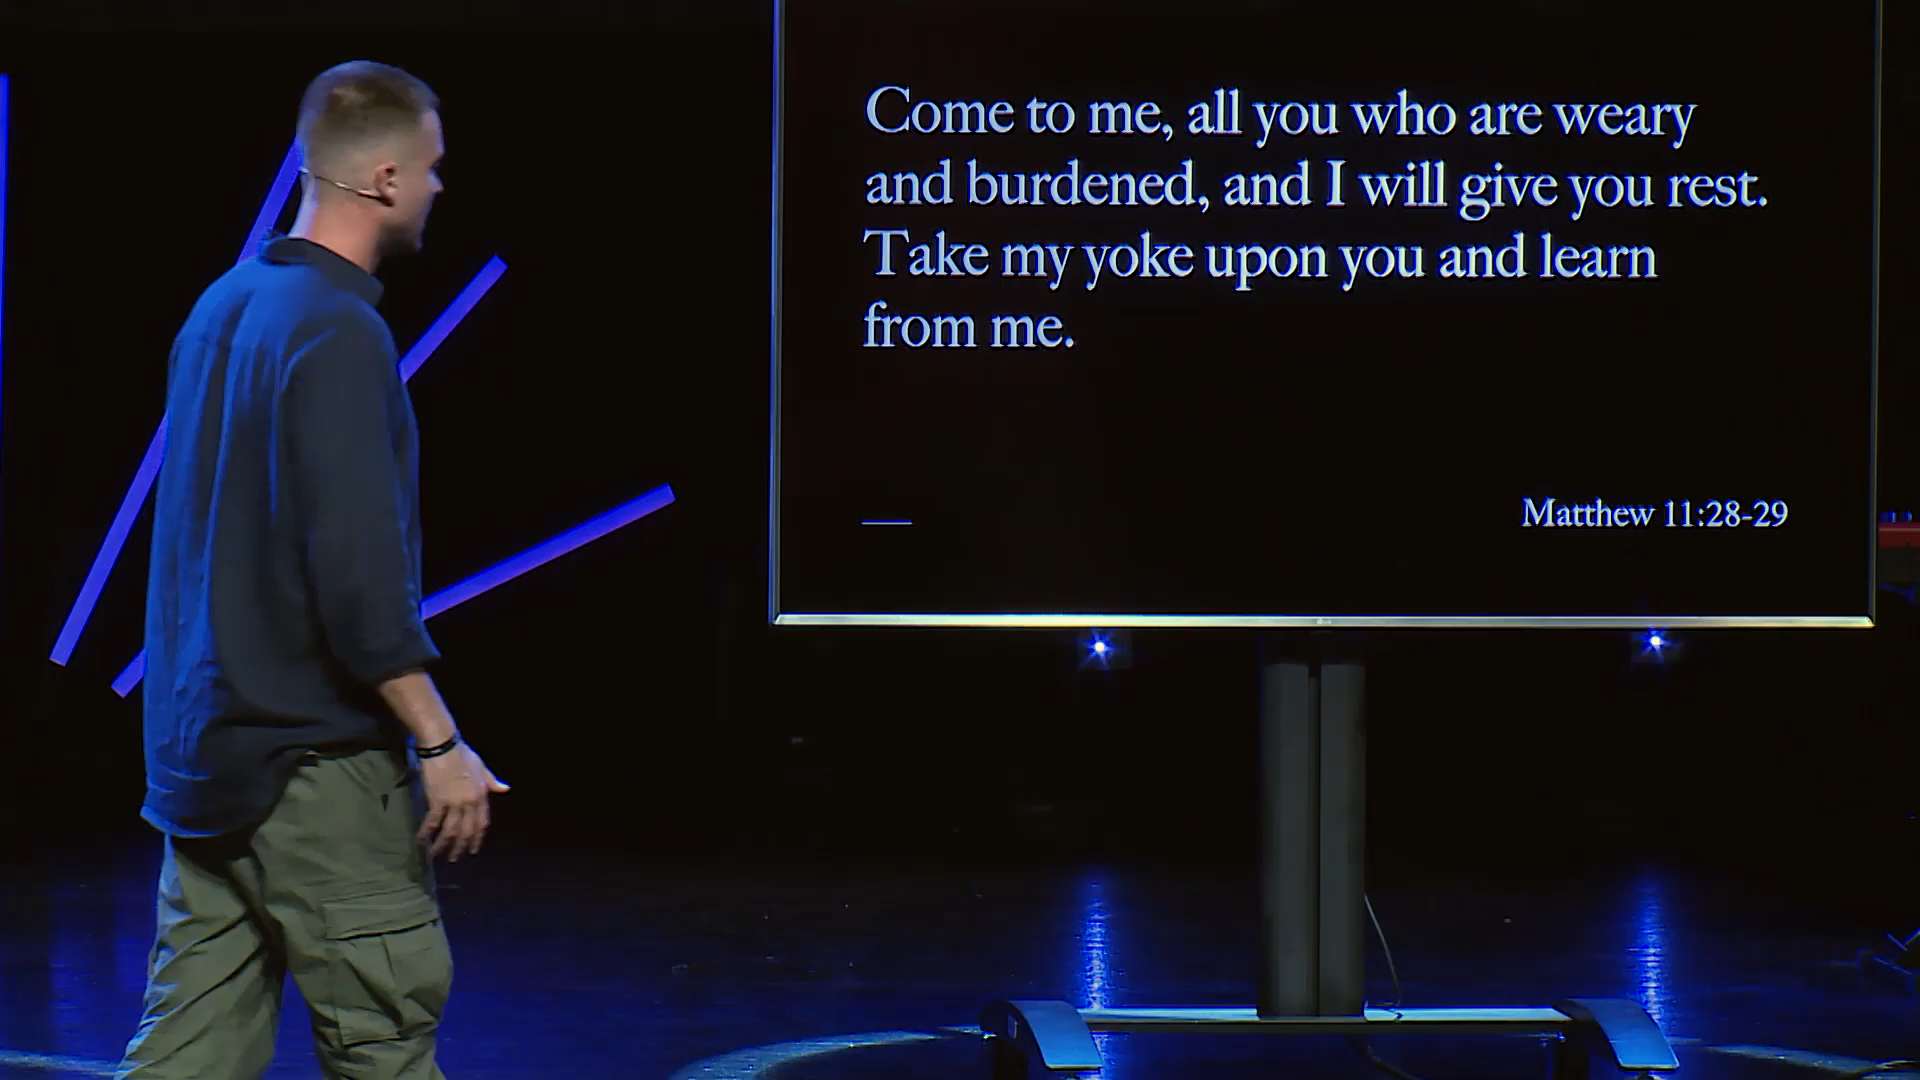 Come to me, all you who are weary
and burdened, and I will give you rest.
Take my yoke upon you and learn
from me.
Matthew 11:28-29